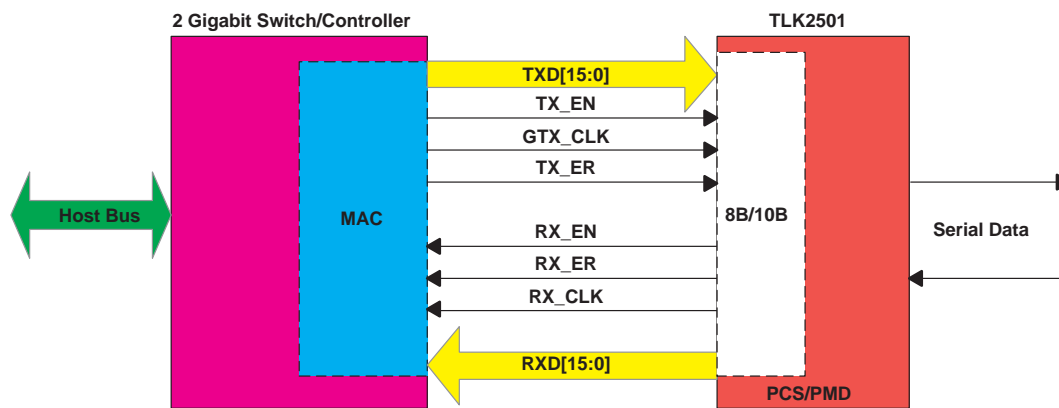 2 Gigabit Switch/Controller
TLK2501
TXD[15:0]
TX_EN
GTX_CLK
TX_ER
Host Bus
MAC
8B/10B
Serial Data
RX_EN
RX_ER
RX_CLK
RXD[15:0]
PCS/PMD